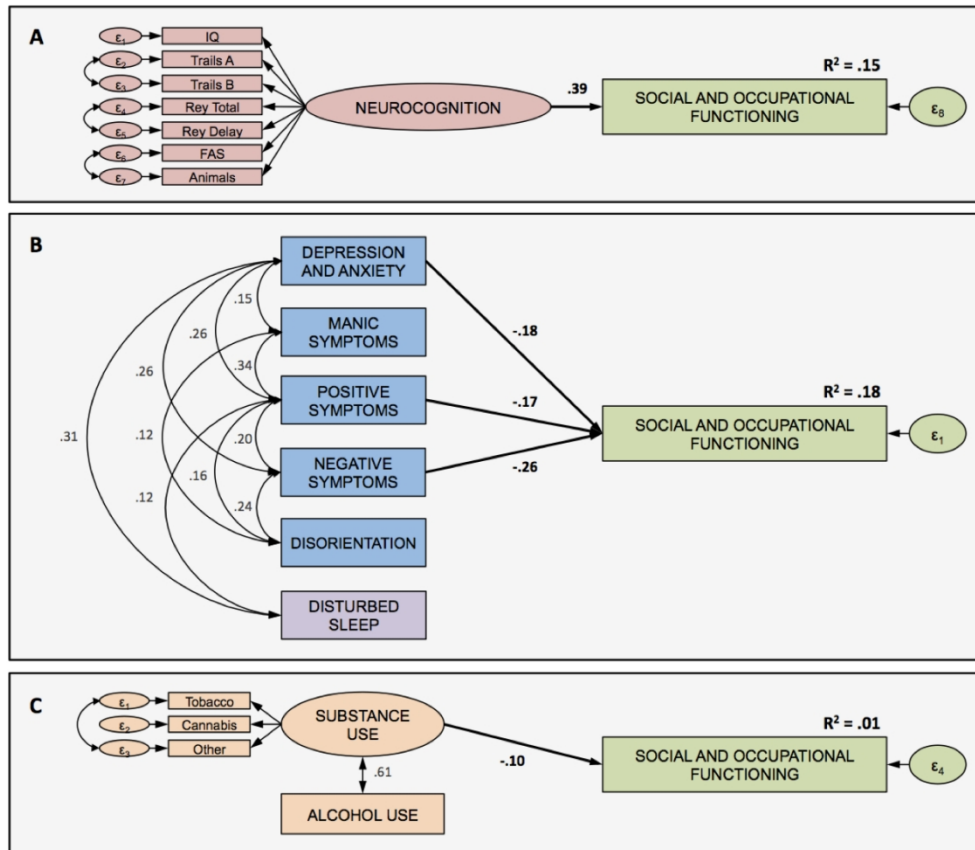 A
ε1
IQ
ε2
Trails A
ε3
Trails B
ε4
Rey Total
ε5
Rey Delay
ε6
FAS
ε7
Animals
NEUROCOGNITION
.39
R² = .15
SOCIAL AND OCCUPATIONAL
FUNCTIONING
ε8
B
DEPRESSION
AND ANXIETY
.15
MANIC
SYMPTOMS
.26
.34
.26
POSITIVE
SYMPTOMS
.31
.12
.20
NEGATIVE
SYMPTOMS
.16
.12
.24
DISORIENTATION
DISTURBED
SLEEP
-.18
-.17
-.26
R² = .18
SOCIAL AND OCCUPATIONAL
FUNCTIONING
ε1
C
ε1
Tobacco
ε2
Cannabis
ε3
Other
SUBSTANCE
USE
.61
ALCOHOL USE
-.10
R² = .01
SOCIAL AND OCCUPATIONAL
FUNCTIONING
ε4